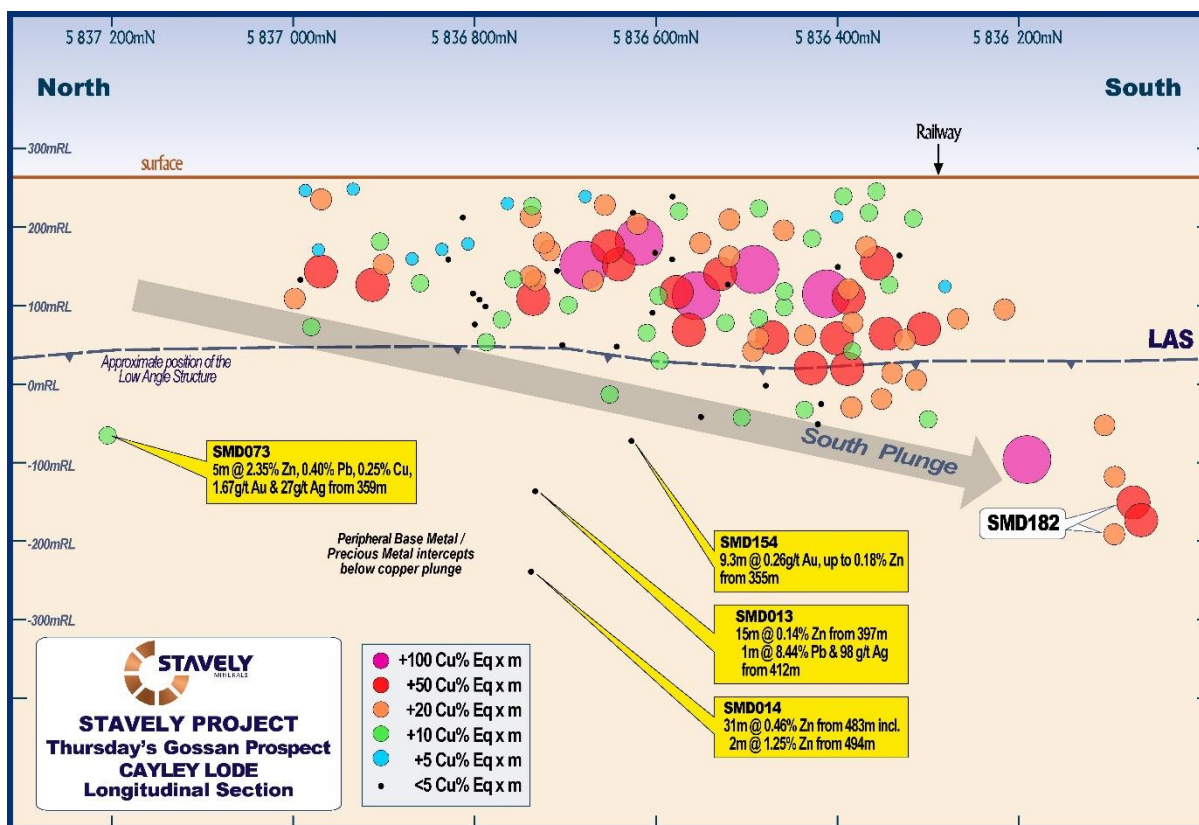 5 837 200mN
5 837 000mN
5 836 800mN
5 836 600mN
5 836 400mN
5 836 200mN
North
South
300mRL
Railway
surface
200mRL
100mRL
LAS
Approximate position of the
Low Angle Structure
0mRL
South Plunge
-100mRL
SMD073
5m @ 2.35% Zn, 0.40% Pb, 0.25% Cu,
1.67g/t Au & 27g/t Ag from 359m
SMD182
-200mRL
Peripheral Base Metal /
Precious Metal intercepts
below copper plunge
SMD154
9.3m @ 0.26g/t Au, up to 0.18% Zn
from 355m
-300mRL
SMD013
15m @ 0.14% Zn from 397m
1m @ 8.44% Pb & 98 g/t Ag
from 412m
SMD014
31m @ 0.46% Zn from 483m incl.
2m @ 1.25% Zn from 494m
STAVELY
MINERALS
STAVELY PROJECT
Thursday's Gossan Prospect
CAYLEY LODE
Longitudinal Section
+100 Cu% Eq x m
+50 Cu% Eq x m
+20 Cu% Eq x m
+10 Cu% Eq x m
+5 Cu% Eq x m
<5 Cu% Eq x m